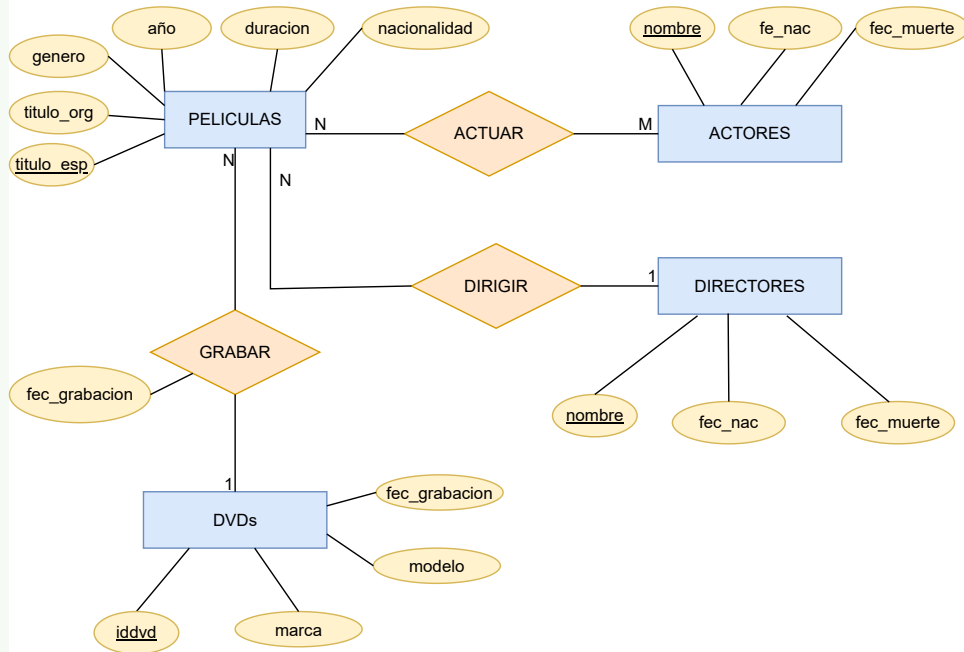 año
duracion
nacionalidad
nombre
fe_nac
fec_muerte
genero
titulo_org
titulo_esp
PELICULAS
N
ACTUAR
M
ACTORES
N
N
DIRIGIR
1
DIRECTORES
GRABAR
fec_grabacion
nombre
fec_nac
fec_muerte
1
DVDs
fec_grabacion
modelo
iddvd
marca